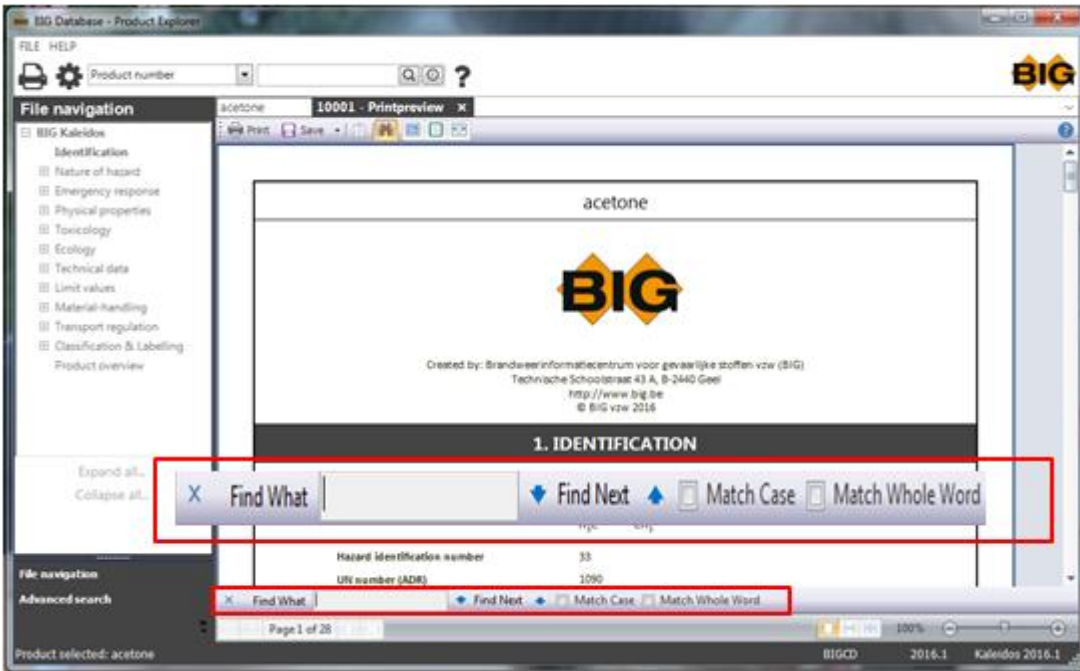 BIG Database - Product Explorer
FILE HELP
Product number
?
BIG
File navigation
acetone 10001 - Printpreview x
Print Save
BIG Kaleidos
Identification
Nature of hazard
Emergency response
Physical properties
Toxicology
Ecology
Technical data
Limit values
Material-handling
Transport regulation
Classification & Labelling
Product overview
Expand all...
Collapse all...
acetone
BIG
Created by: Brandweerinformatiecentrum voor gevaarlijke stoffen vzw (BIG)
Technische Schoolstraat 43 A, B-2440 Geel
http://www.big.be
© BIG vzw 2016
1. IDENTIFICATION
X Find What Find Next Match Case Match Whole Word
Hazard identification number 33
UN number (ADR) 1090
File navigation
Advanced search
X Find What Find Next Match Case Match Whole Word
Page 1 of 28 100%
Product selected: acetone BIGCD 2016.1 Kaleidos 2016.1